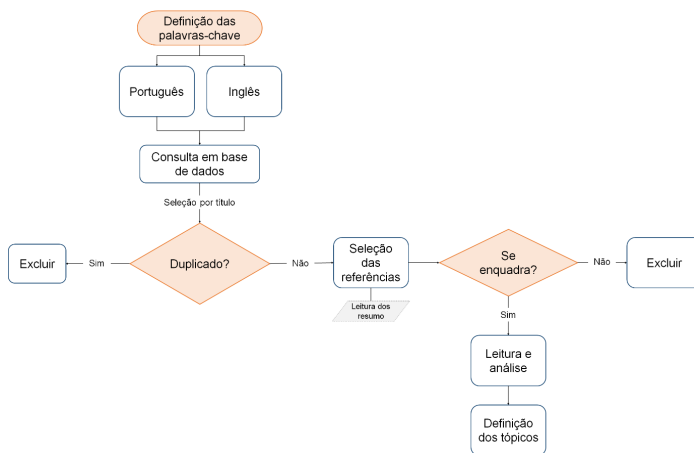 Definição das
palavras-chave
Português
Inglês
Consulta em base
de dados
Seleção por título
Excluir
Sim
Duplicado?
Não
Seleção
das
referências
Leitura dos
resumo
Se
enquadra?
Não
Excluir
Sim
Leitura e
análise
Definição
dos tópicos